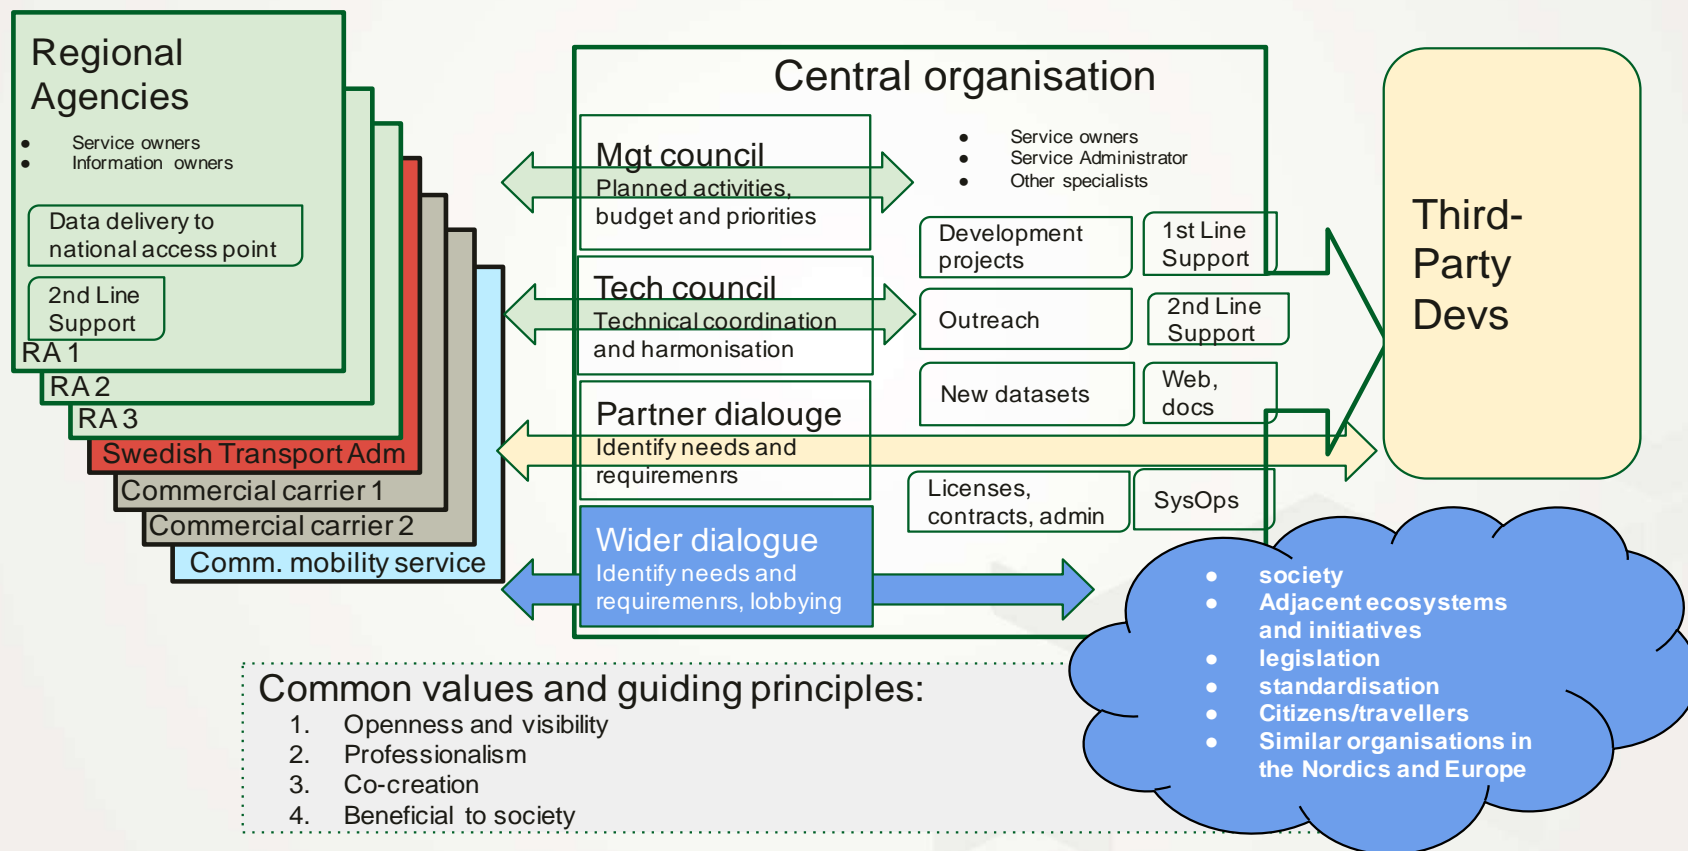 Regional
Agencies
● Service owners
● Information owners
Data delivery to
national access point
2nd Line
Support
RA 1
RA 2
RA 3
Swedish Transport Adm
Commercial carrier 1
Commercial carrier 2
Comm. mobility service
Central organisation
Mgt council
Planned activities,
budget and priorities
Tech council
Technical coordination
and harmonisation
Partner dialouge
Identify needs and
requiremenrs
Wider dialogue
Identify needs and
requiremenrs, lobbying
● Service owners
● Service Administrator
● Other specialists
Development
projects
1st Line
Support
Outreach
2nd Line
Support
New datasets
Web,
docs
Licenses,
contracts, admin
SysOps
Third-
Party
Devs
● society
● Adjacent ecosystems
and initiatives
● legislation
● standardisation
● Citizens/travellers
● Similar organisations in
the Nordics and Europe
Common values and guiding principles:
1. Openness and visibility
2. Professionalism
3. Co-creation
4. Beneficial to society